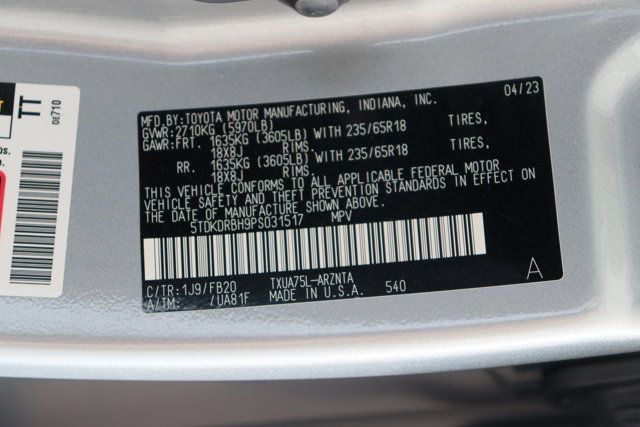 MFD.BY:TOYOTA MOTOR MANUFACTURING, INDIANA, INC. 04/23
GVWR:2710KG (5970LB)
GAWR:FRT. 1635KG (3605LB) WITH 235/65R18 TIRES,
18X8J RIMS.
RR. 1635KG (3605LB) WITH 235/65R18 TIRES,
18X8J RIMS.
THIS VEHICLE CONFORMS TO ALL APPLICABLE FEDERAL MOTOR
VEHICLE SAFETY AND THEFT PREVENTION STANDARDS IN EFFECT ON
THE DATE OF MANUFACTURE SHOWN ABOVE.
5TDKDRBH9PS031517 MPV
C/TR:1J9/FB20 TXUA75L-ARZNTA A
A/TM: /UA81F MADE IN U.S.A. 540
TT
0E710